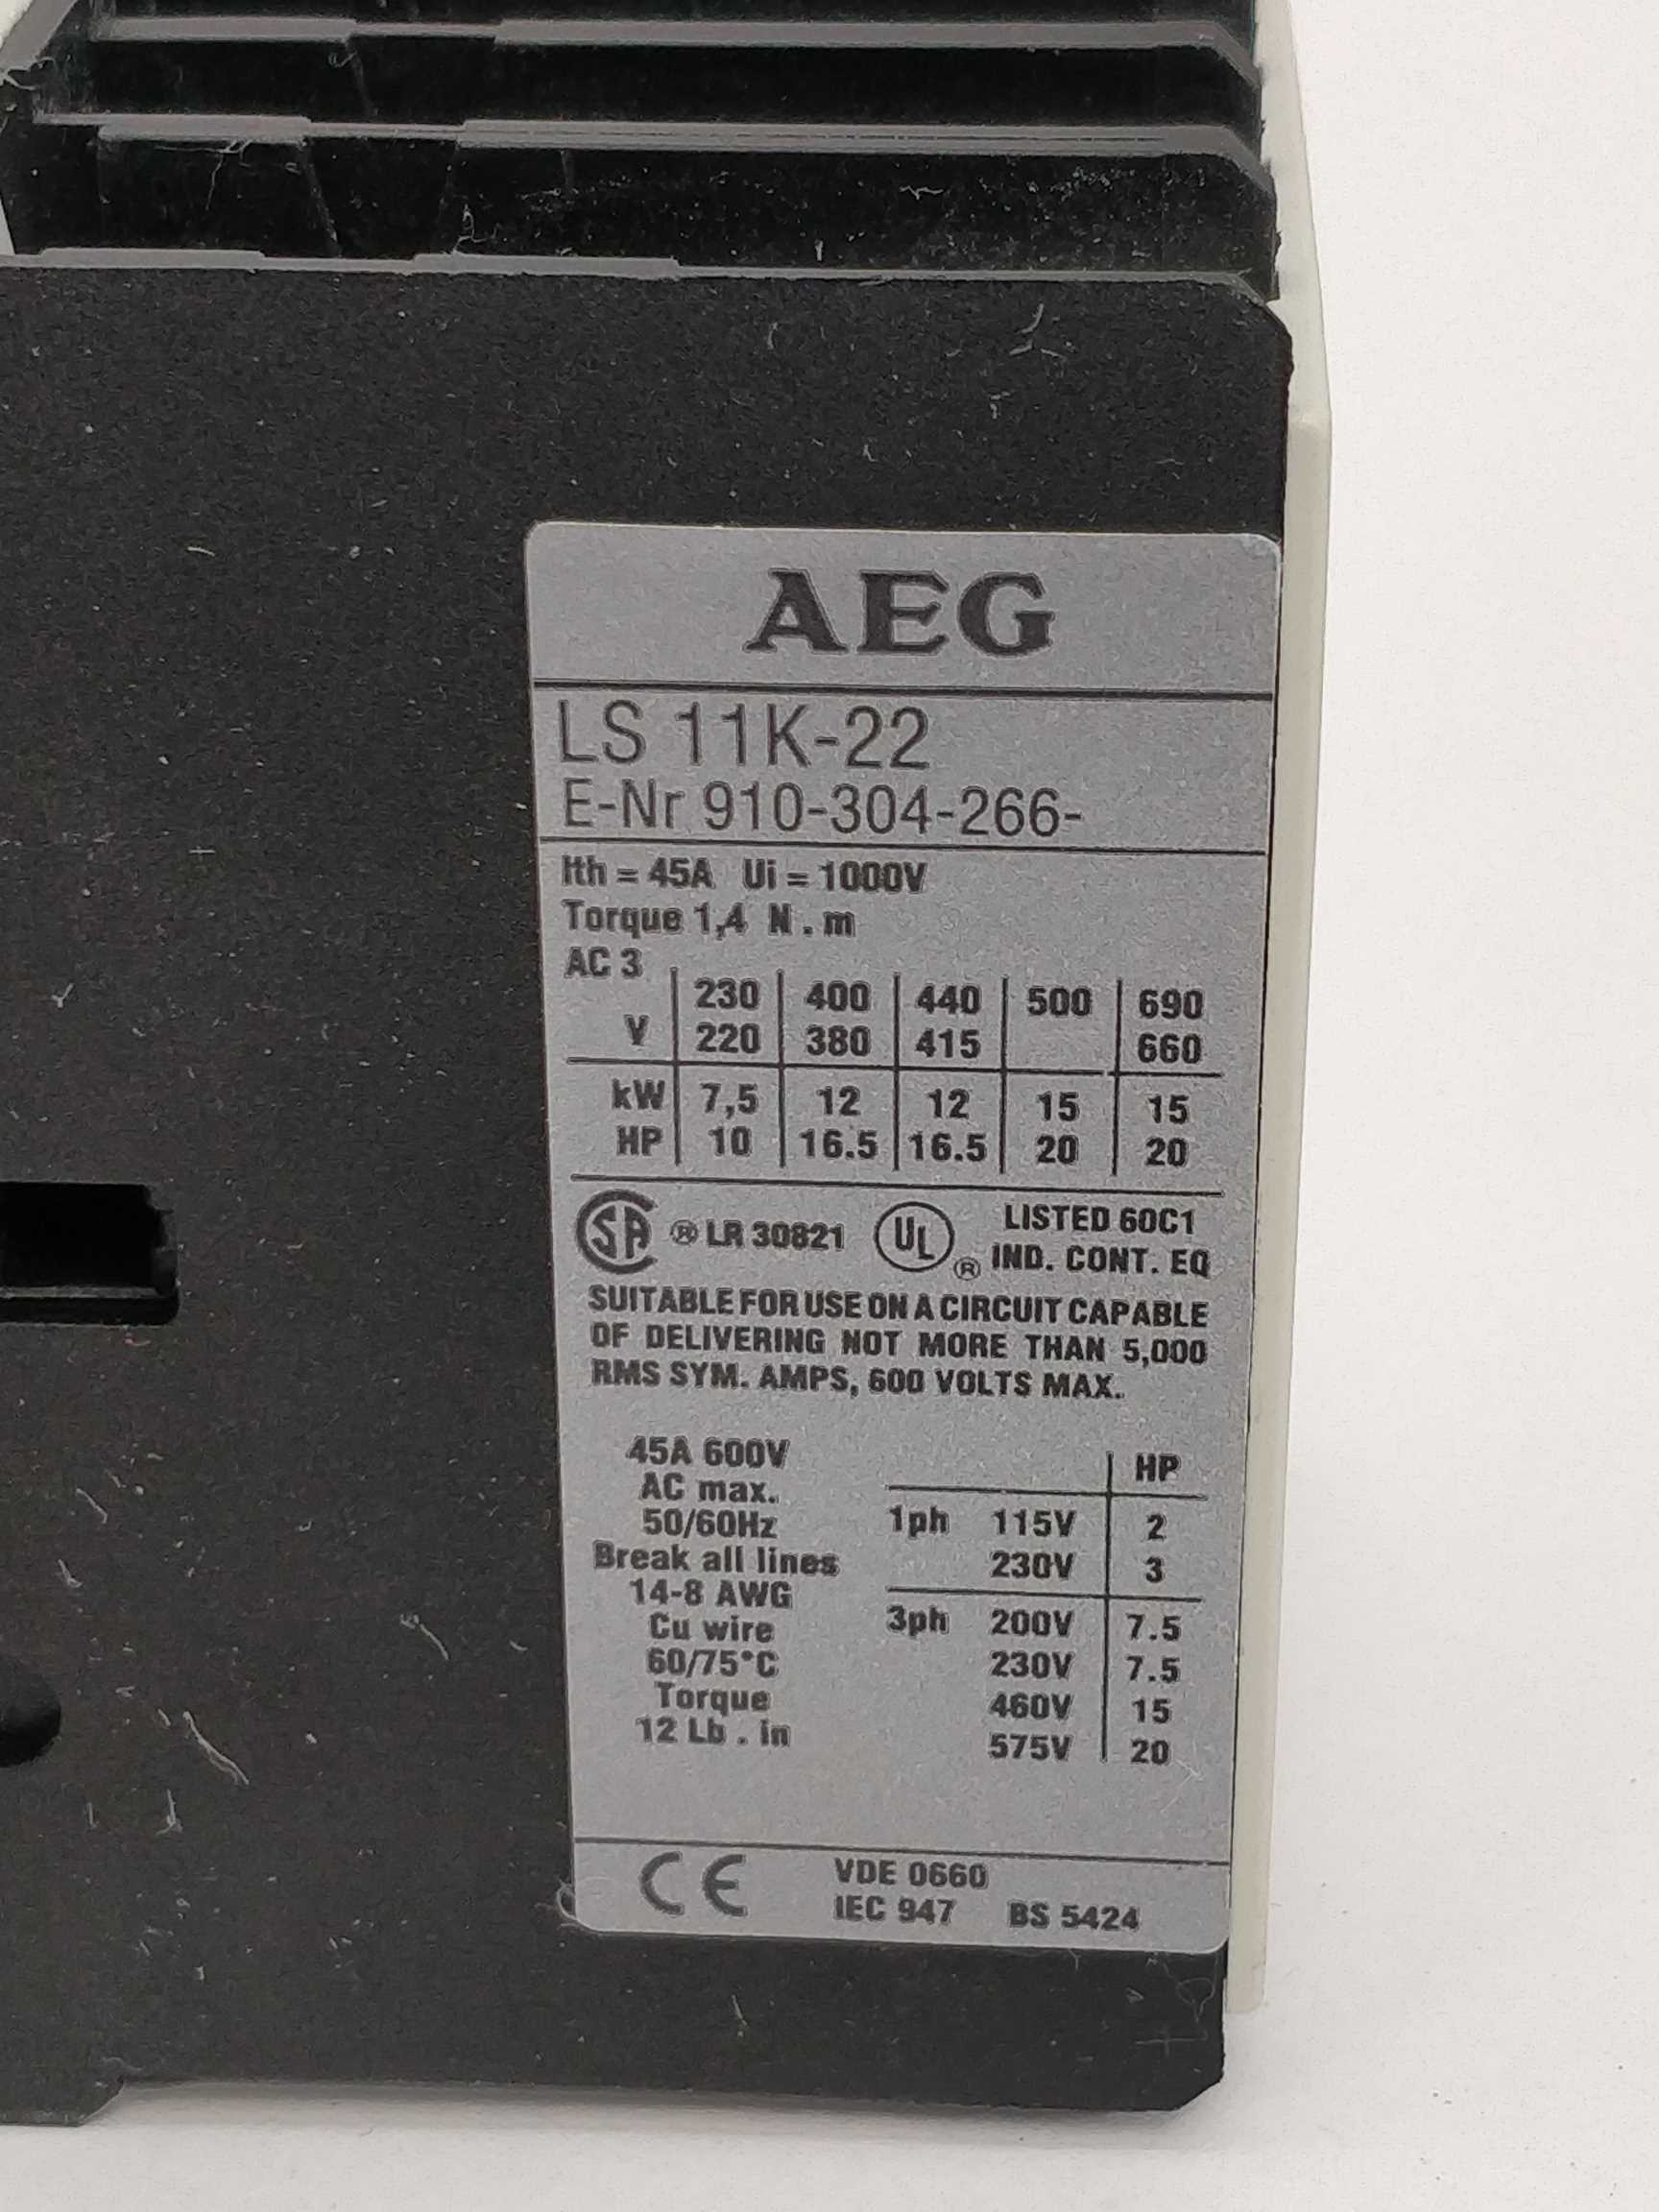 AEG
LS 11K-22
E-Nr 910-304-266-
Ith = 45A Ui = 1000V
Torque 1,4 N . m
AC 3
230 400 440 500 690
V 220 380 415 660
kW 7,5 12 12 15 15
HP 10 16.5 16.5 20 20
SA ® LR 30821 UL ® LISTED 60C1
IND. CONT. EQ
SUITABLE FOR USE ON A CIRCUIT CAPABLE
OF DELIVERING NOT MORE THAN 5,000
RMS SYM. AMPS, 600 VOLTS MAX.
45A 600V
AC max.
50/60Hz
Break all lines
14-8 AWG
Cu wire
60/75°C
Torque
12 Lb . in
HP
1ph 115V 2
230V 3
3ph 200V 7.5
230V 7.5
460V 15
575V 20
CE
VDE 0660
IEC 947 BS 5424